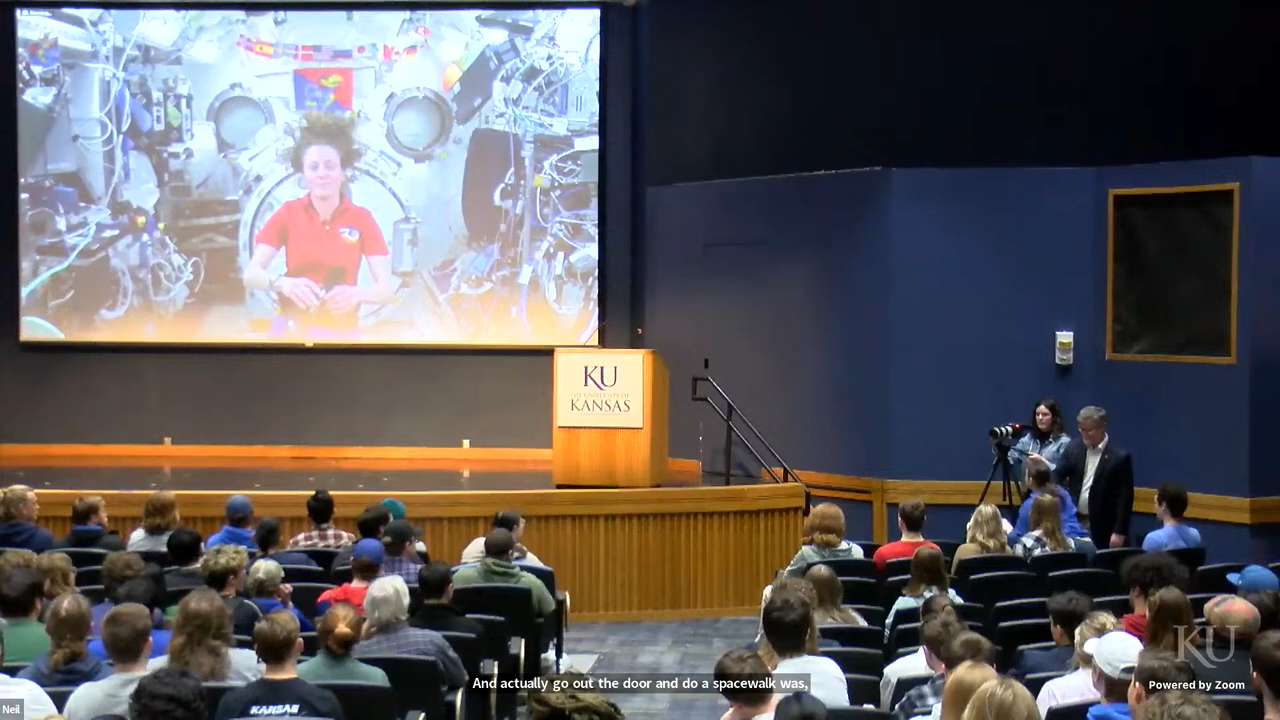 KU
THE UNIVERSITY OF
KANSAS
KANSAS
KU
And actually go out the door and do a spacewalk was,
Powered by Zoom
Neil